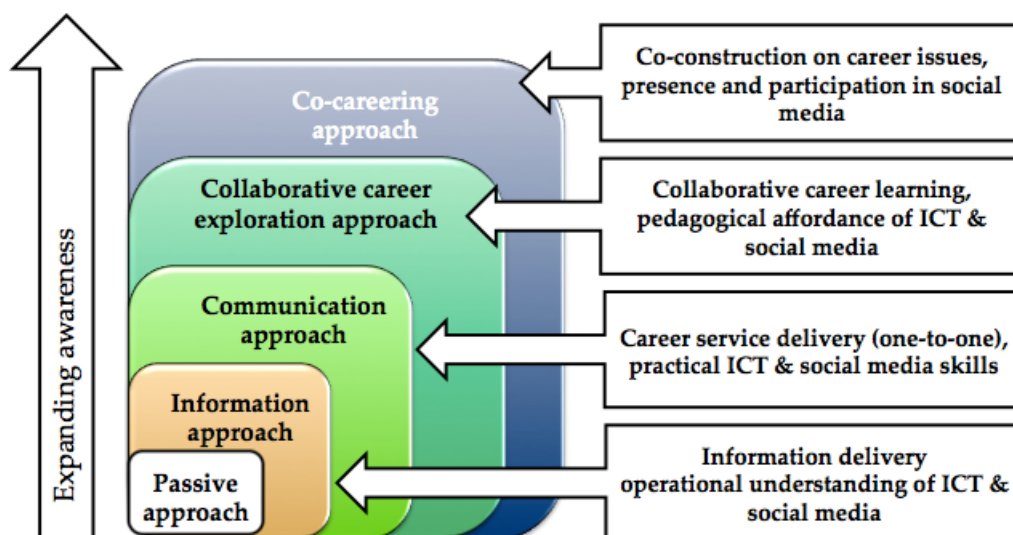 Expanding awareness
Co-careering
approach
Collaborative career
exploration approach
Communication
approach
Information
approach
Passive
approach
Co-construction on career issues,
presence and participation in social
media
Collaborative career learning,
pedagogical affordance of ICT &
social media
Career service delivery (one-to-one),
practical ICT & social media skills
Information delivery
operational understanding of ICT &
social media